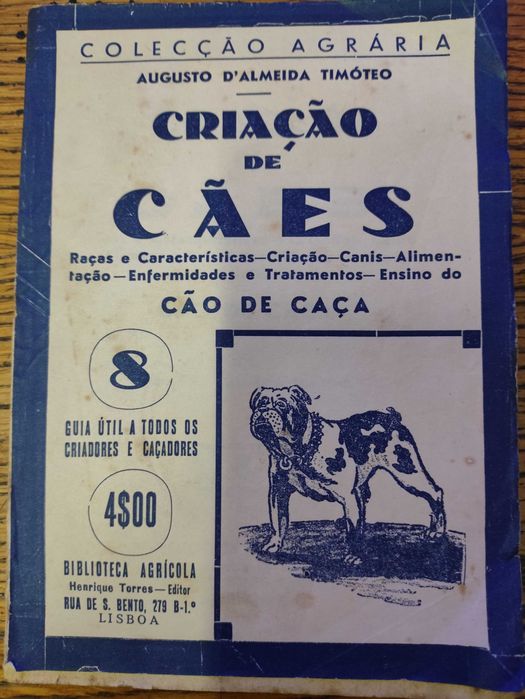 COLECÇÃO AGRÁRIA
AUGUSTO D'ALMEIDA TIMÓTEO
CRIAÇÃO
DE
CÃES
Raças e Características—Criação—Canis—Alimen-
tação—Enfermidades e Tratamentos—Ensino do
CÃO DE CAÇA
8
GUIA ÚTIL A TODOS OS
CRIADORES E CAÇADORES
4$00
BIBLIOTECA AGRÍCOLA
Henrique Torres—Editor
RUA DE S. BENTO, 279 B-1.º
LISBOA